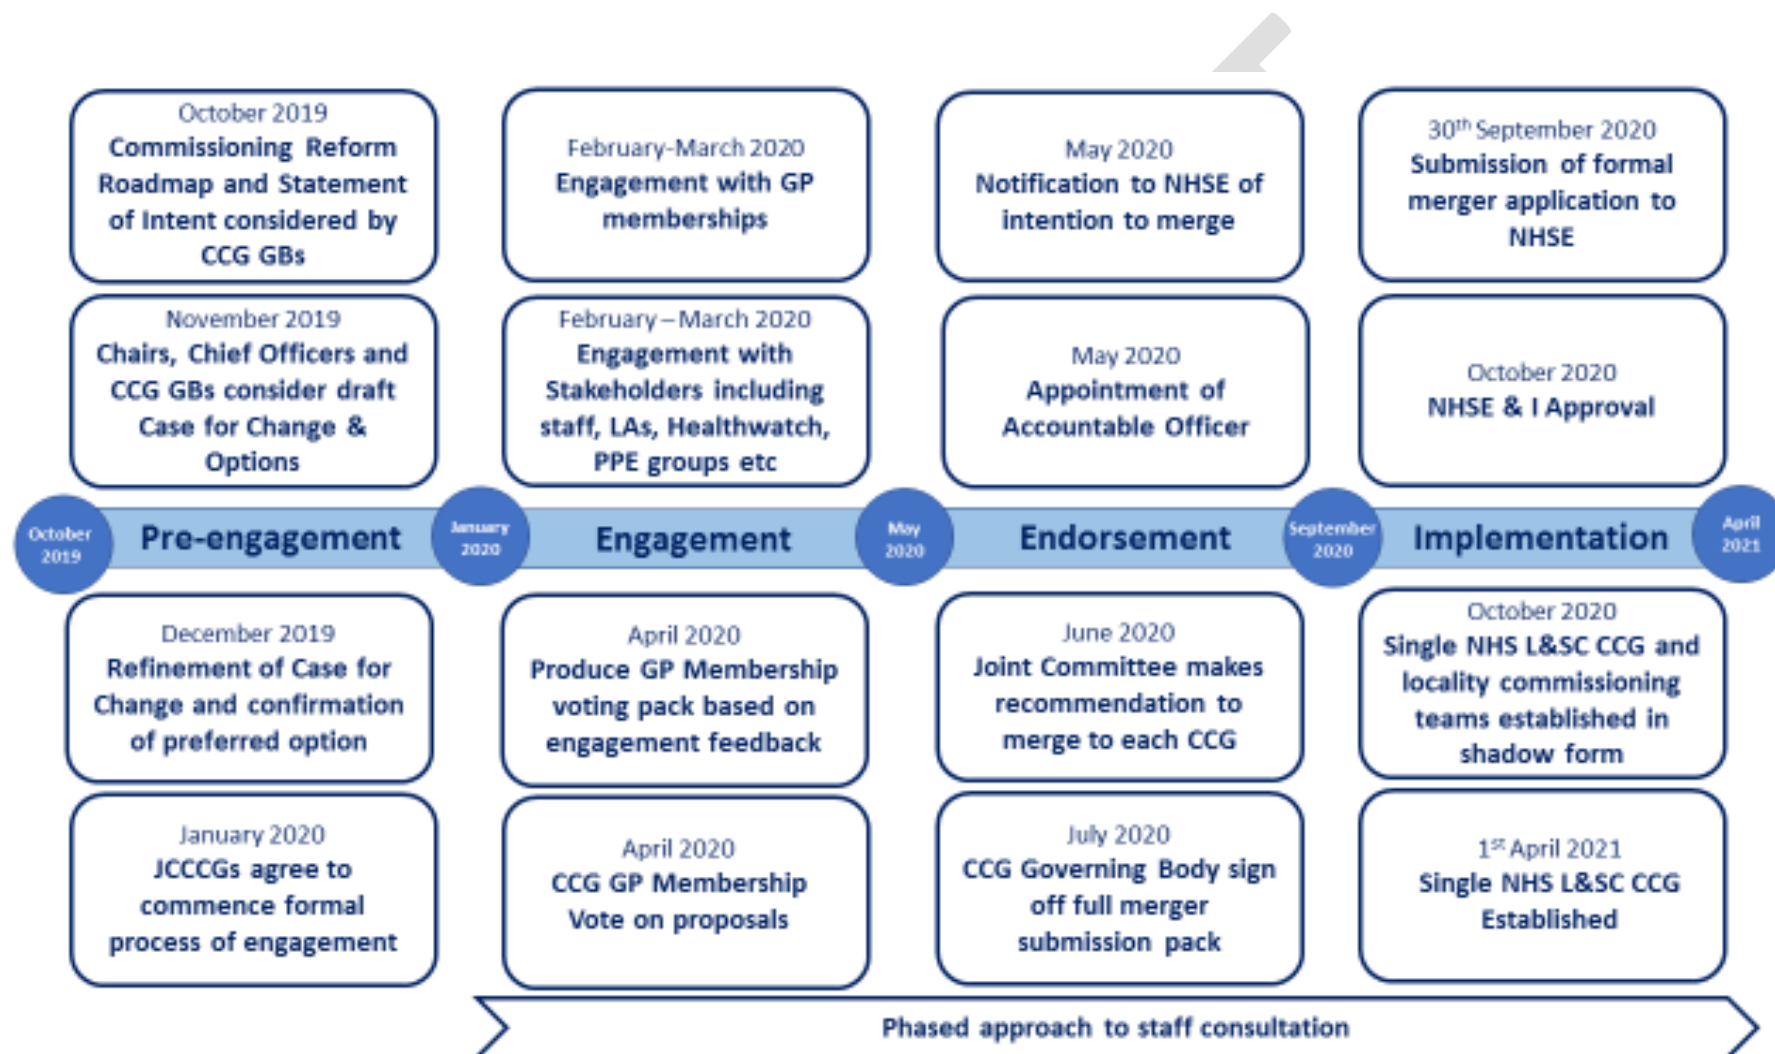 October 2019
Commissioning Reform
Roadmap and Statement
of Intent considered by
CCG GBs
February-March 2020
Engagement with GP
memberships
May 2020
Notification to NHSE of
intention to merge
30th September 2020
Submission of formal
merger application to
NHSE
November 2019
Chairs, Chief Officers and
CCG GBs consider draft
Case for Change &
Options
February – March 2020
Engagement with
Stakeholders including
staff, LAs, Healthwatch,
PPE groups etc
May 2020
Appointment of
Accountable Officer
October 2020
NHSE & I Approval
October
2019
Pre-engagement
January
2020
Engagement
May
2020
Endorsement
September
2020
Implementation
April
2021
December 2019
Refinement of Case for
Change and confirmation
of preferred option
April 2020
Produce GP Membership
voting pack based on
engagement feedback
June 2020
Joint Committee makes
recommendation to
merge to each CCG
October 2020
Single NHS L&SC CCG and
locality commissioning
teams established in
shadow form
January 2020
JCCCGs agree to
commence formal
process of engagement
April 2020
CCG GP Membership
Vote on proposals
July 2020
CCG Governing Body sign
off full merger
submission pack
1st April 2021
Single NHS L&SC CCG
Established
Phased approach to staff consultation